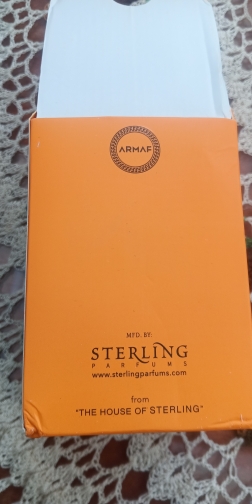 ARMAF
MFD. BY:
STERLING
PARFUMS
www.sterlingparfums.com
from
"THE HOUSE OF STERLING"